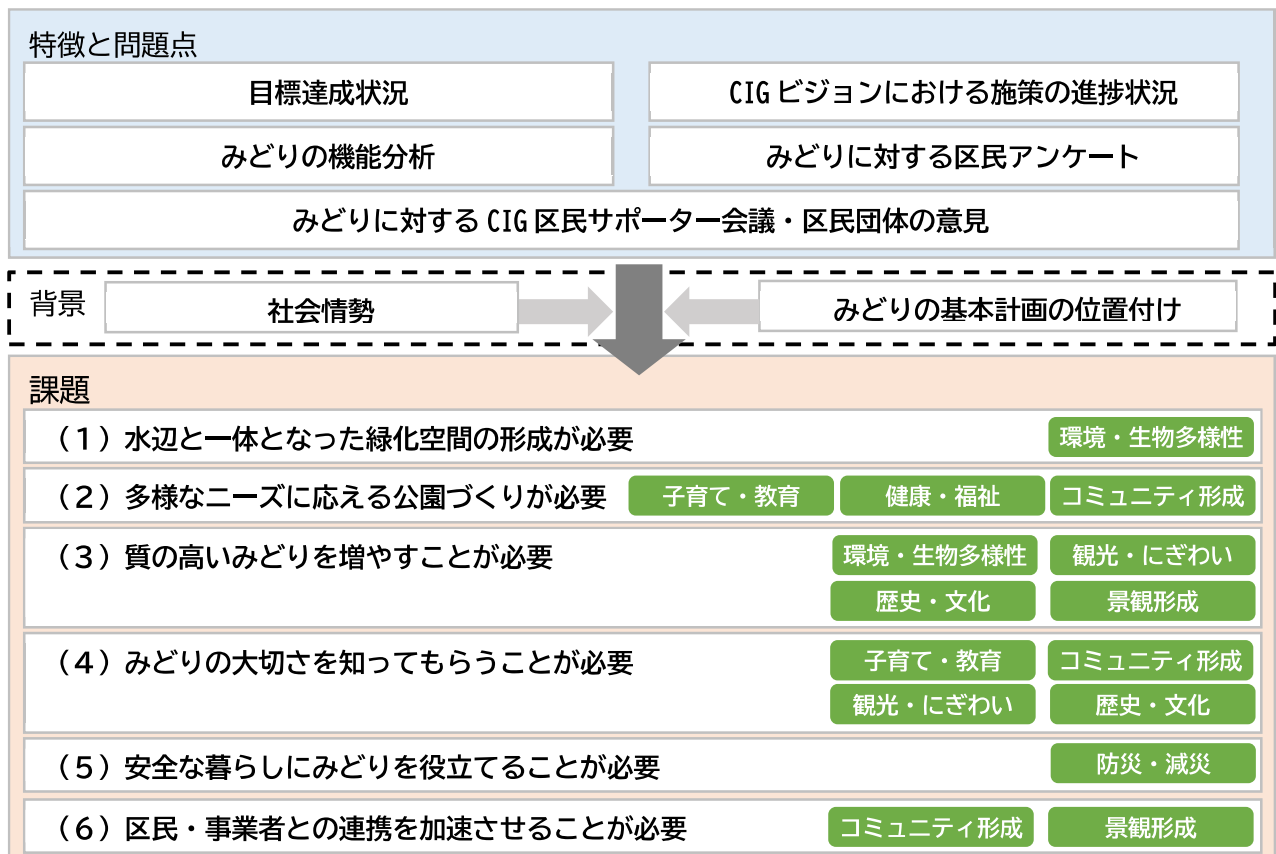 特徴と問題点
目標達成状況
CIGビジョンにおける施策の進捗状況
みどりの機能分析
みどりに対する区民アンケート
みどりに対するCIG区民サポーター会議・区民団体の意見
背景
社会情勢
みどりの基本計画の位置付け
課題
（1）水辺と一体となった緑化空間の形成が必要
環境・生物多様性
（2）多様なニーズに応える公園づくりが必要
子育て・教育
健康・福祉
コミュニティ形成
（3）質の高いみどりを増やすことが必要
環境・生物多様性
観光・にぎわい
歴史・文化
景観形成
（4）みどりの大切さを知ってもらうことが必要
子育て・教育
コミュニティ形成
観光・にぎわい
歴史・文化
（5）安全な暮らしにみどりを役立てることが必要
防災・減災
（6）区民・事業者との連携を加速させることが必要
コミュニティ形成
景観形成